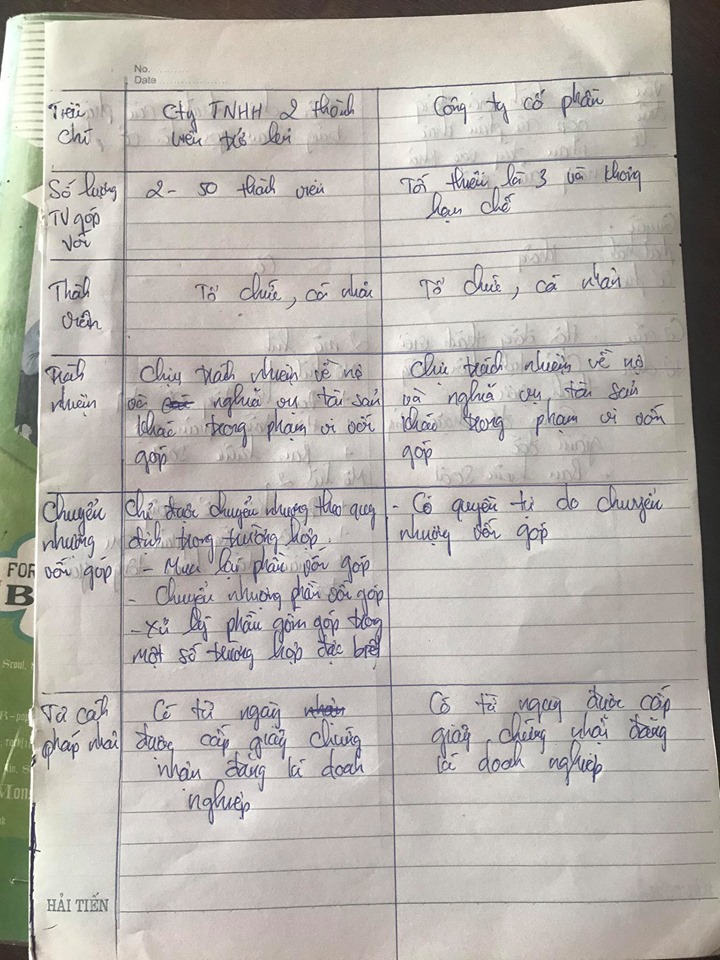 No.
Date
Tiêu chí
Cty TNHH 2 thành
viên trở lên
Công ty cổ phần
Số lượng
TV góp
vốn
2 - 50 thành viên
Tối thiểu là 3 và không
hạn chế
Thành
viên
Tổ chức, cá nhân
Tổ chức, cá nhân
Trách
nhiệm
Chịu trách nhiệm về nợ
và nghĩa vụ tài sản
khác trong phạm vi vốn
góp
Chịu trách nhiệm về nợ
và nghĩa vụ tài sản
khác trong phạm vi vốn
góp
Chuyển
nhượng
vốn góp
Chỉ được chuyển nhượng theo quy
định trong trường hợp.
- Mua lại phần vốn góp
- Chuyển nhượng phần vốn góp
- Xử lý phần góp trong
một số trường hợp đặc biệt
- Có quyền tự do chuyển
nhượng vốn góp
Tư cách
pháp nhân
Có từ ngày
được cấp giấy chứng
nhận đăng kí doanh
nghiệp
Có từ ngày được cấp
giấy chứng nhận đăng
kí doanh nghiệp
HẢI TIẾN
FOR
B
Seoul,
Mons